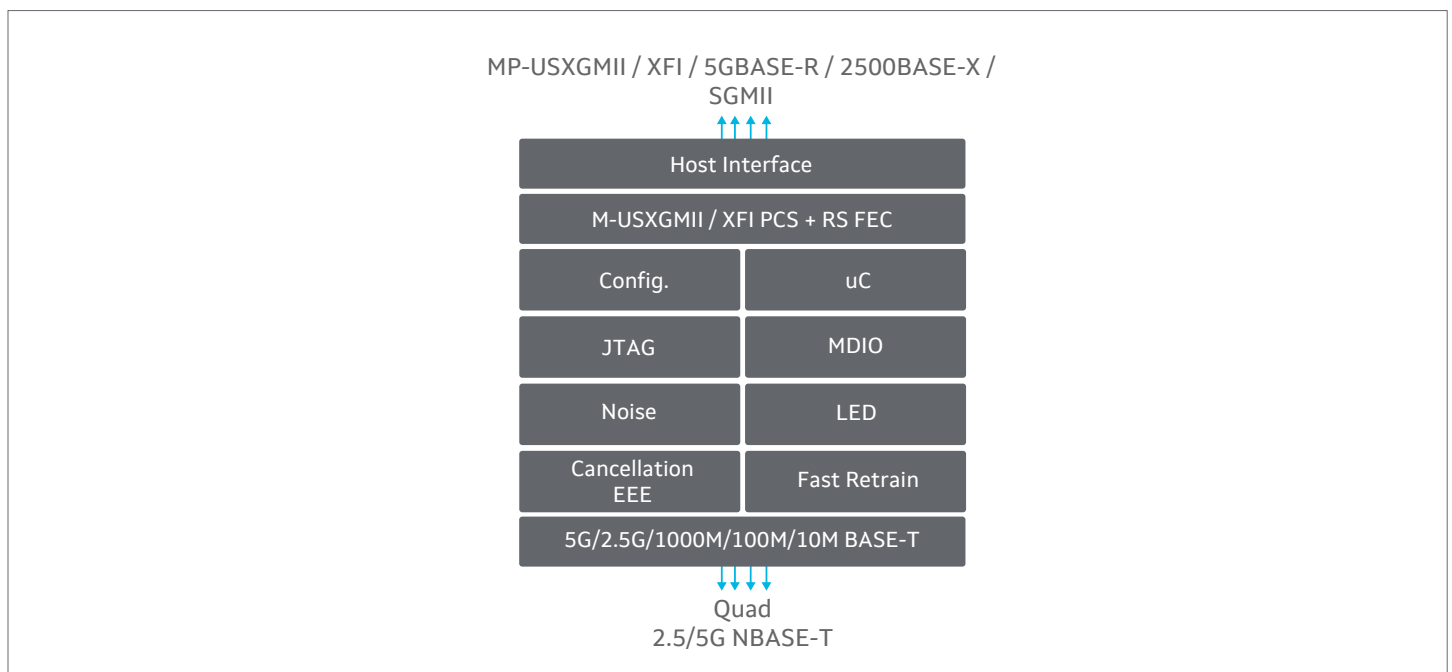 MP-USXGMII / XFI / 5GBASE-R / 2500BASE-X /
SGMII
Host Interface
M-USXGMII / XFI PCS + RS FEC
Config.
uC
JTAG
MDIO
Noise
LED
Cancellation
EEE
Fast Retrain
5G/2.5G/1000M/100M/10M BASE-T
Quad
2.5/5G NBASE-T